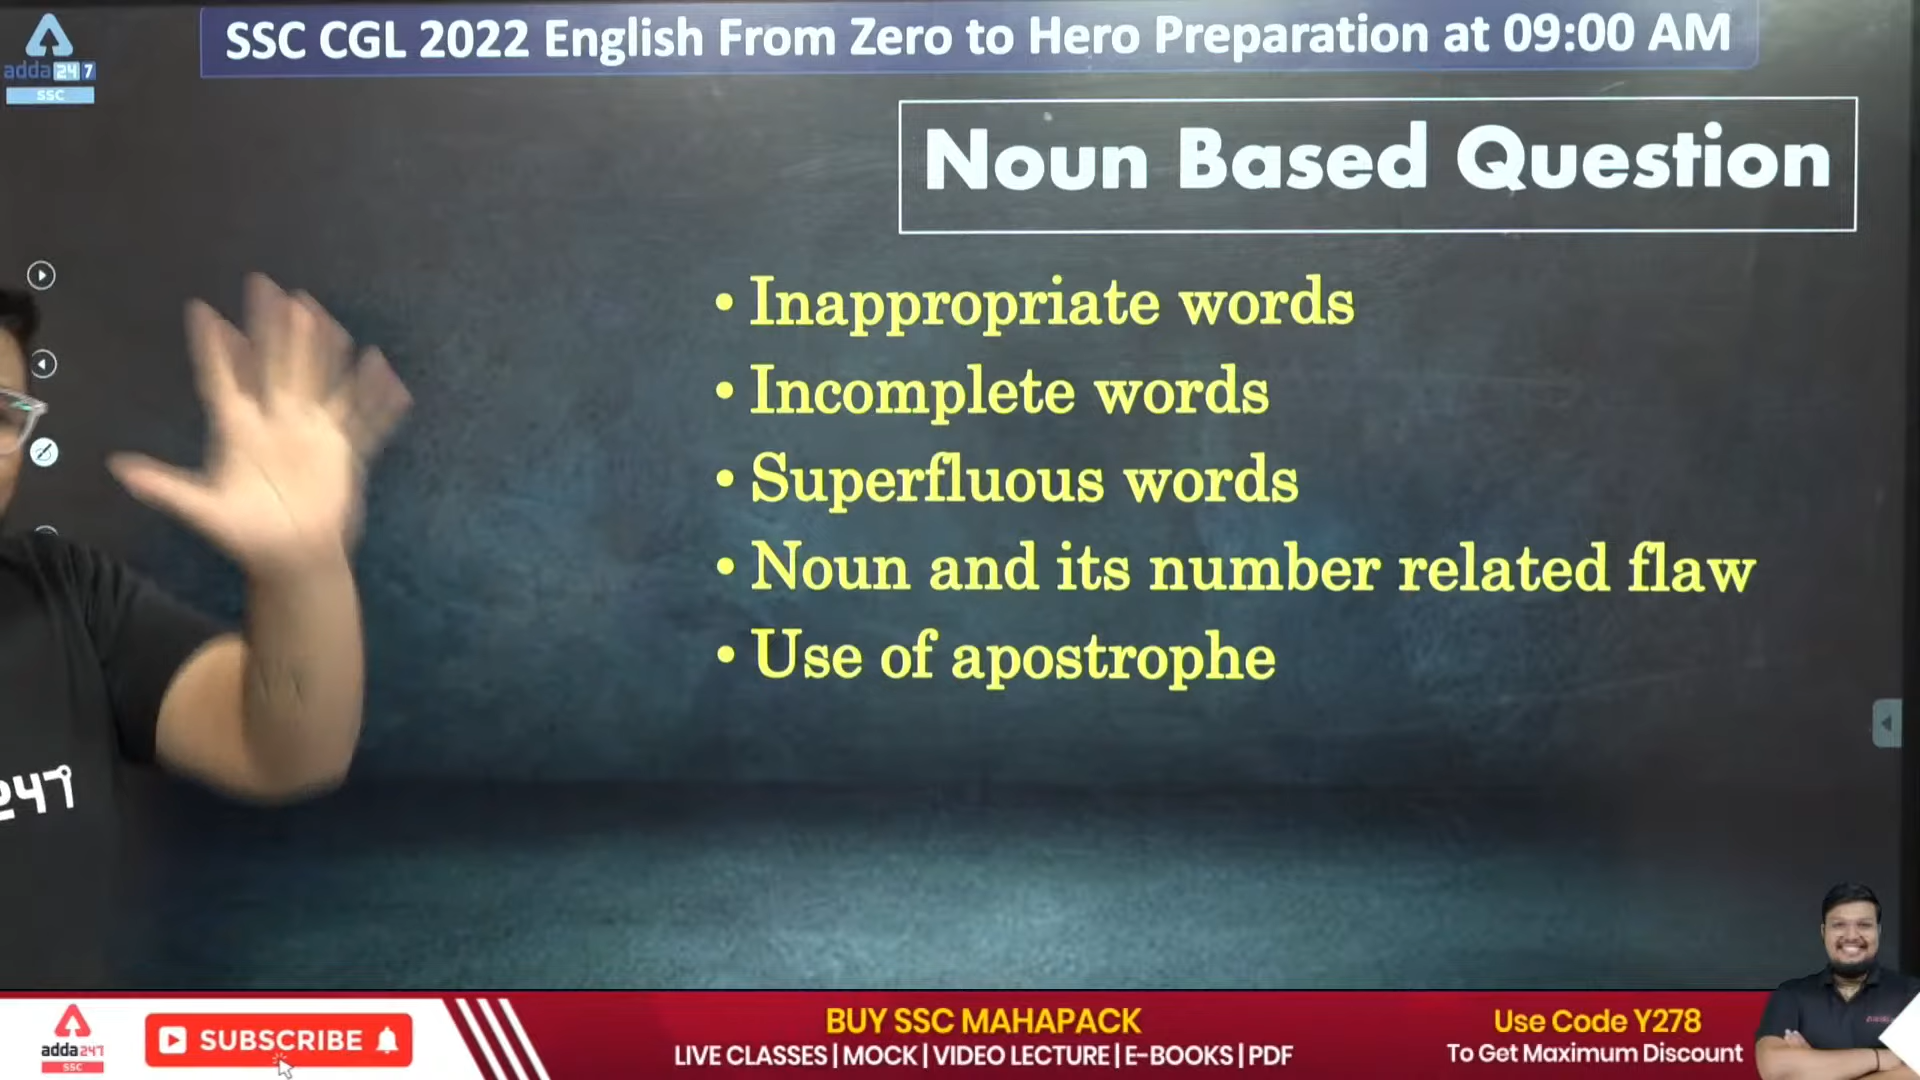 SSC CGL 2022 English From Zero to Hero Preparation at 09:00 AM
adda247
SSC
Noun Based Question
• Inappropriate words
• Incomplete words
• Superfluous words
• Noun and its number related flaw
• Use of apostrophe
247
adda247
SSC
SUBSCRIBE
BUY SSC MAHAPACK
LIVE CLASSES | MOCK | VIDEO LECTURE | E-BOOKS | PDF
Use Code Y278
To Get Maximum Discount